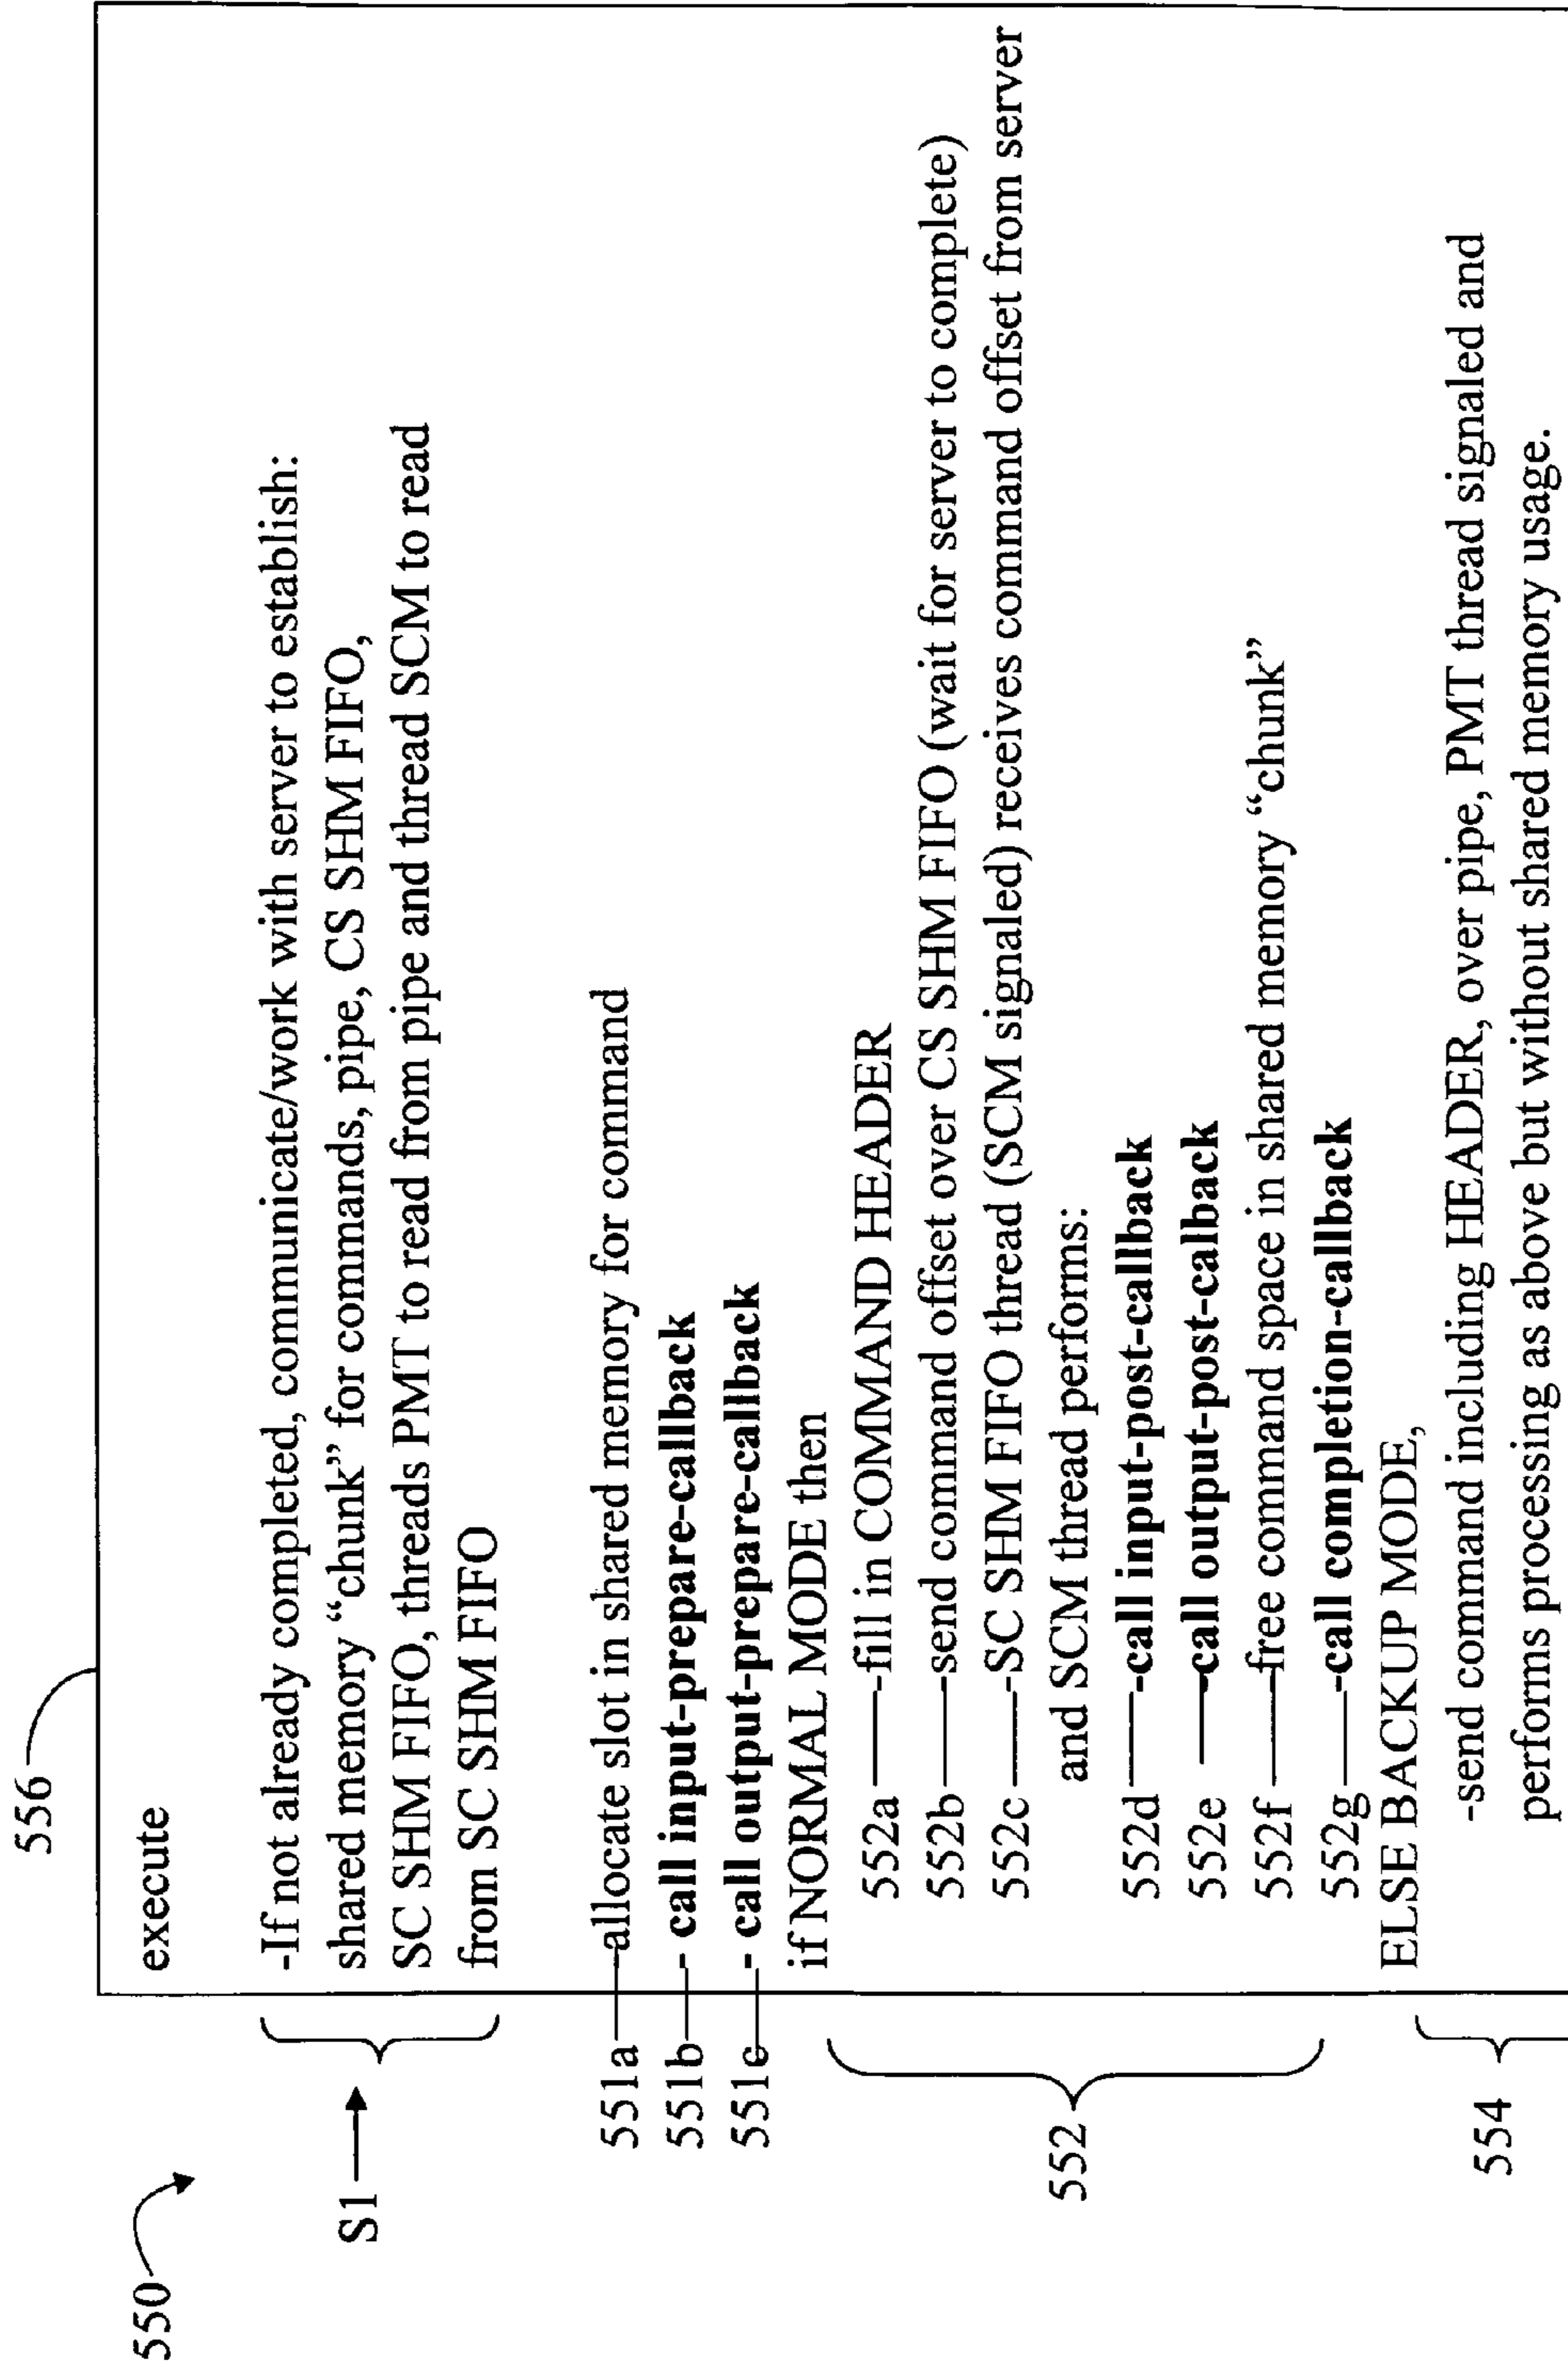 556
550
execute
S1
-If not already completed, communicate/work with server to establish:
shared memory “chunk” for commands, pipe, CS SHM FIFO,
SC SHM FIFO, threads PMT to read from pipe and thread SCM to read
from SC SHM FIFO
551a -allocate slot in shared memory for command
551b - call input-prepare-callback
551c - call output-prepare-callback
if NORMAL MODE then
552
552a -fill in COMMAND HEADER
552b -send command offset over CS SHM FIFO (wait for server to complete)
552c -SC SHM FIFO thread (SCM signaled) receives command offset from server
and SCM thread performs:
552d -call input-post-callback
552e -call output-post-calback
552f -free command space in shared memory “chunk”
552g -call completion-callback
ELSE BACKUP MODE,
554
-send command including HEADER, over pipe, PMT thread signaled and
performs processing as above but without shared memory usage.